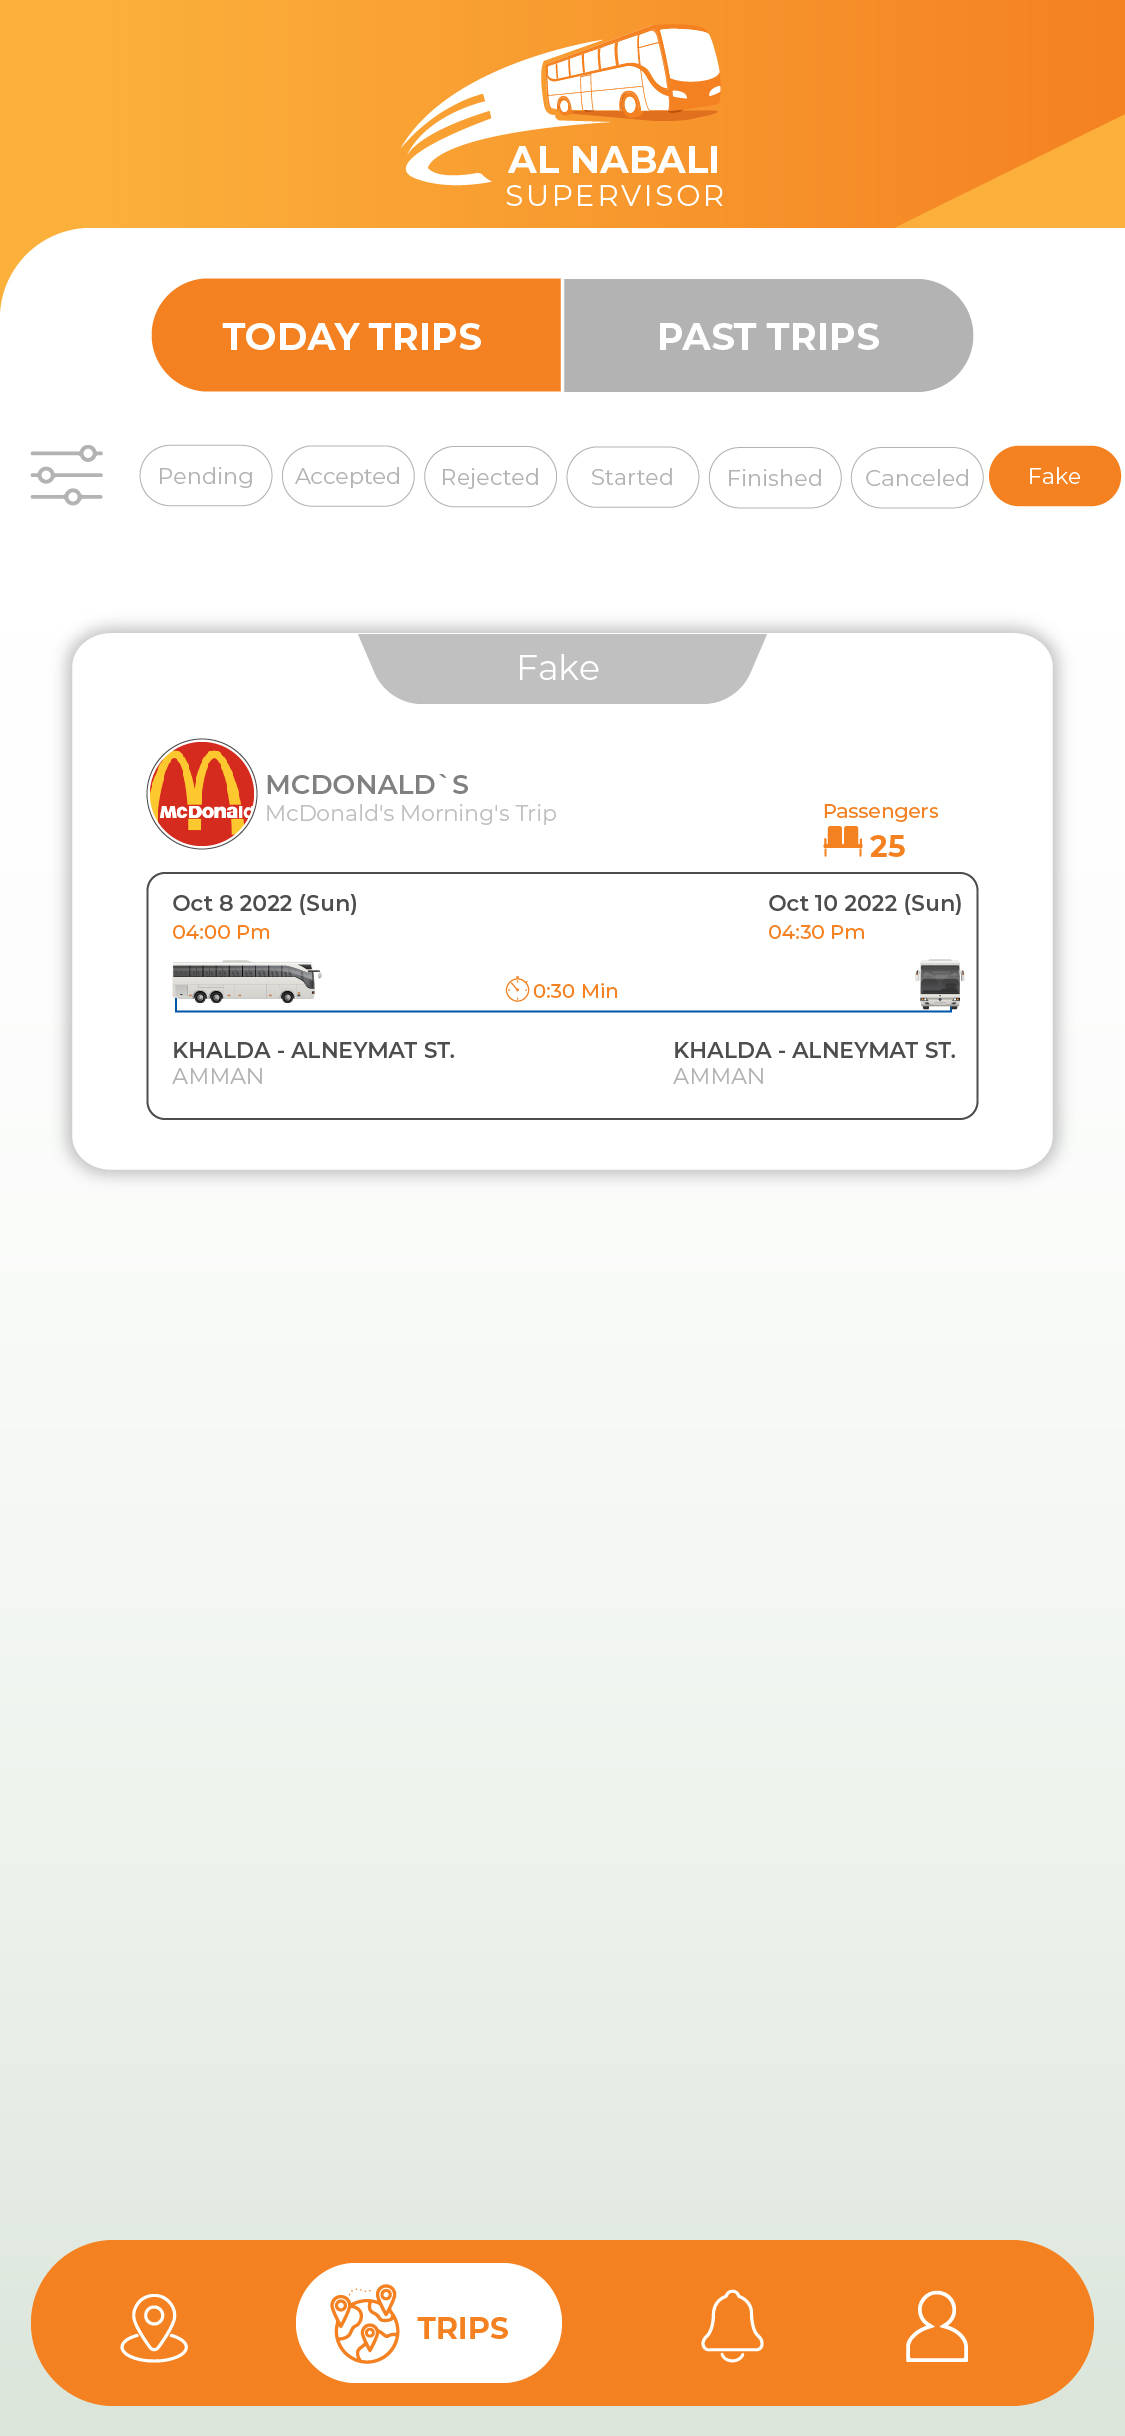 AL NABALI
SUPERVISOR
TODAY TRIPS
PAST TRIPS
Pending
Accepted
Rejected
Started
Finished
Canceled
Fake
Fake
McDonald
MCDONALD`S
McDonald's Morning's Trip
Passengers
25
Oct 8 2022 (Sun)
04:00 Pm
Oct 10 2022 (Sun)
04:30 Pm
0:30 Min
KHALDA - ALNEYMAT ST.
AMMAN
KHALDA - ALNEYMAT ST.
AMMAN
TRIPS